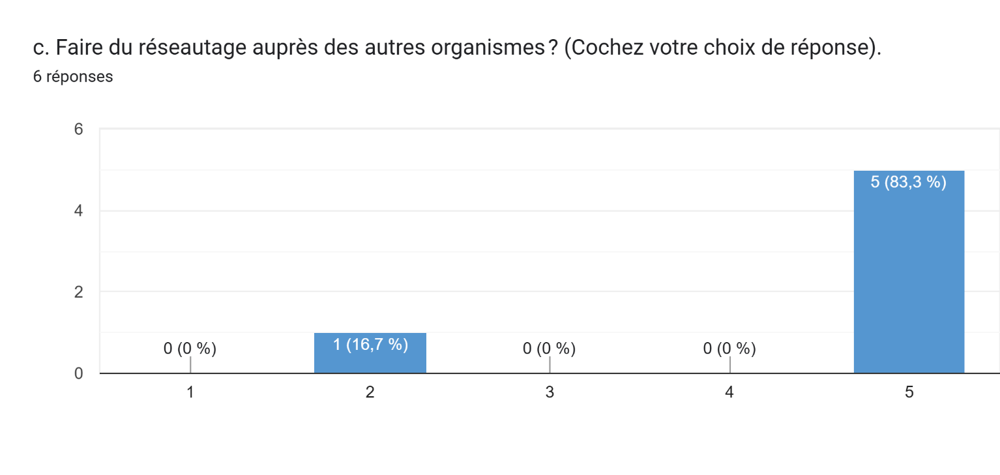 c. Faire du réseautage auprès des autres organismes ? (Cochez votre choix de réponse).
6 réponses
6
5 (83,3 %)
4
2
0 (0 %)
1 (16,7 %)
0 (0 %)
0 (0 %)
0
1 2 3 4 5